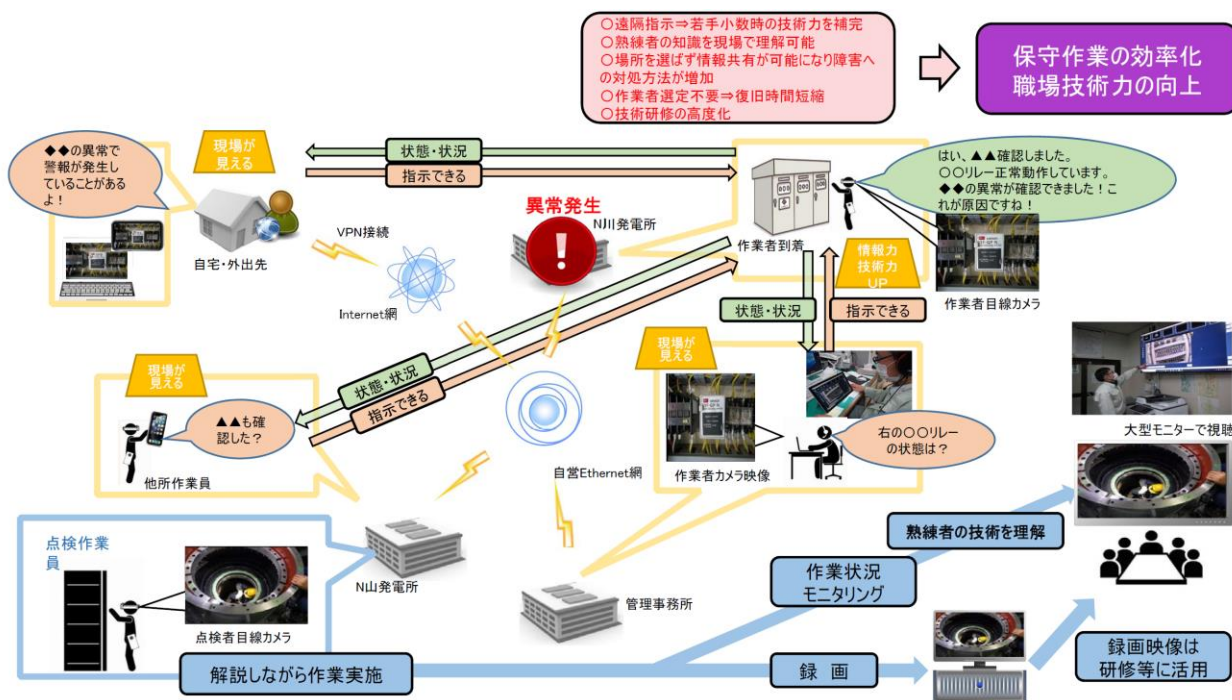 ○遠隔指示⇒若手小数時の技術力を補完
○熟練者の知識を現場で理解可能
○場所を選ばず情報共有が可能になり障害へ
の対処方法が増加
○作業者選定不要⇒復旧時間短縮
○技術研修の高度化
保守作業の効率化
職場技術力の向上
◆◆の異常で
警報が発生し
ていることがある
よ！
現場が
見える
状態・状況
指示できる
自宅・外出先
VPN接続
Internet網
異常発生
N川発電所
作業者到着
はい、▲▲確認しました。
○○リレー正常動作しています。
◆◆の異常が確認できました！こ
れが原因ですね！
作業者目線カメラ
情報力
技術力
UP
状態・状況
指示できる
現場が
見える
▲▲も確
認した？
他所作業員
状態・状況
指示できる
自営Ethernet網
現場が
見える
作業者カメラ映像
右の○○リレー
の状態は？
大型モニターで視聴
点検作業
員
点検者目線カメラ
N山発電所
管理事務所
解説しながら作業実施
作業状況
モニタリング
熟練者の技術を理解
録 画
録画映像は
研修等に活用